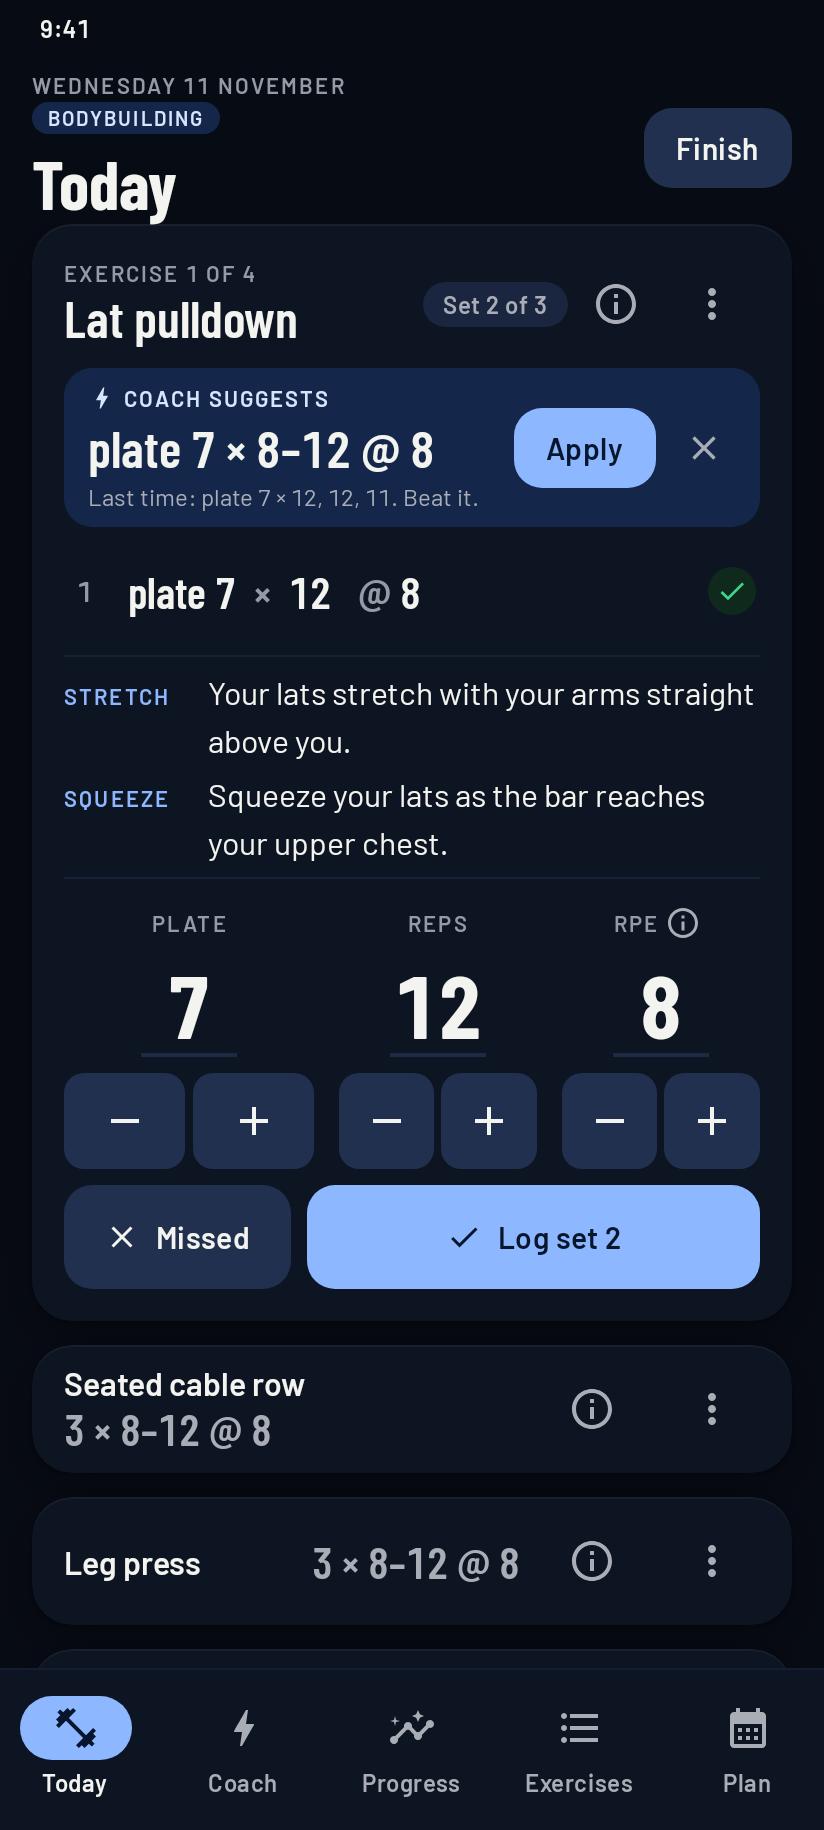 9:41
WEDNESDAY 11 NOVEMBER
BODYBUILDING
Finish
Today
EXERCISE 1 OF 4
Lat pulldown
Set 2 of 3
COACH SUGGESTS
plate 7 × 8–12 @ 8
Apply
Last time: plate 7 × 12, 12, 11. Beat it.
1 plate 7 × 12 @ 8
STRETCH Your lats stretch with your arms straight
above you.
SQUEEZE Squeeze your lats as the bar reaches
your upper chest.
PLATE REPS RPE
7 12 8
Missed Log set 2
Seated cable row
3 × 8–12 @ 8
Leg press 3 × 8–12 @ 8
Today Coach Progress Exercises Plan